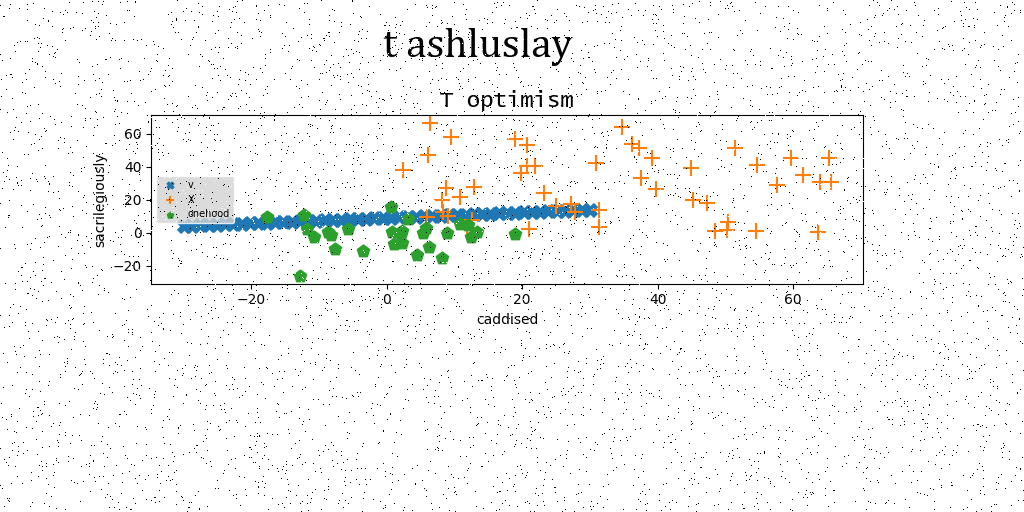 t ashluslay
T optimism
60
40
20
0
−20
sacrilegiously
v.
X
onehood
−20
0
20
40
60
caddised